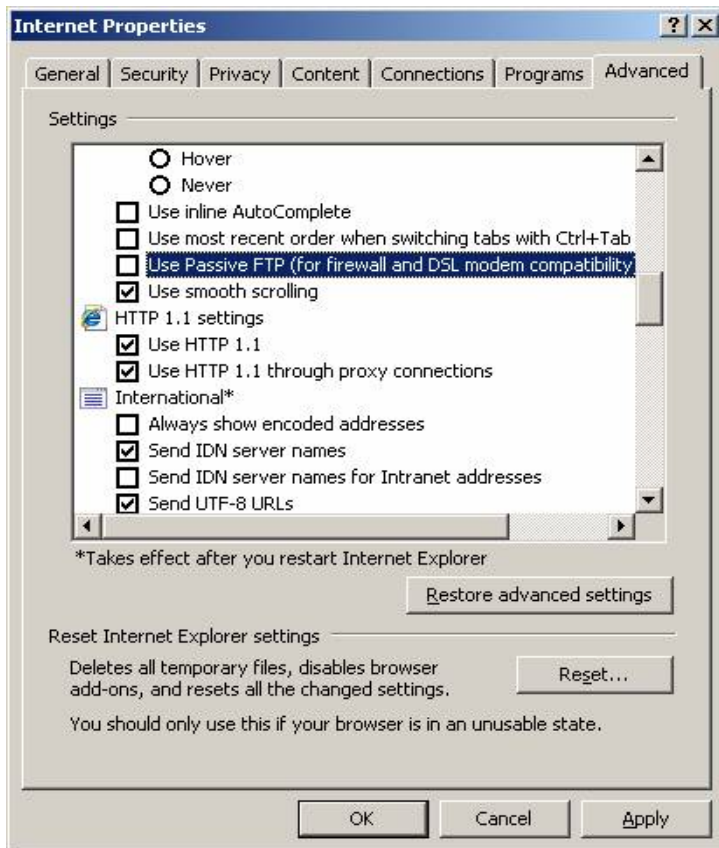 Internet Properties
General Security Privacy Content Connections Programs Advanced
Settings
Hover
Never
Use inline AutoComplete
Use most recent order when switching tabs with Ctrl+Tab
Use Passive FTP (for firewall and DSL modem compatibility
Use smooth scrolling
HTTP 1.1 settings
Use HTTP 1.1
Use HTTP 1.1 through proxy connections
International*
Always show encoded addresses
Send IDN server names
Send IDN server names for Intranet addresses
Send UTF-8 URLs
*Takes effect after you restart Internet Explorer
Restore advanced settings
Reset Internet Explorer settings
Deletes all temporary files, disables browser
add-ons, and resets all the changed settings.
Reset...
You should only use this if your browser is in an unusable state.
OK Cancel Apply